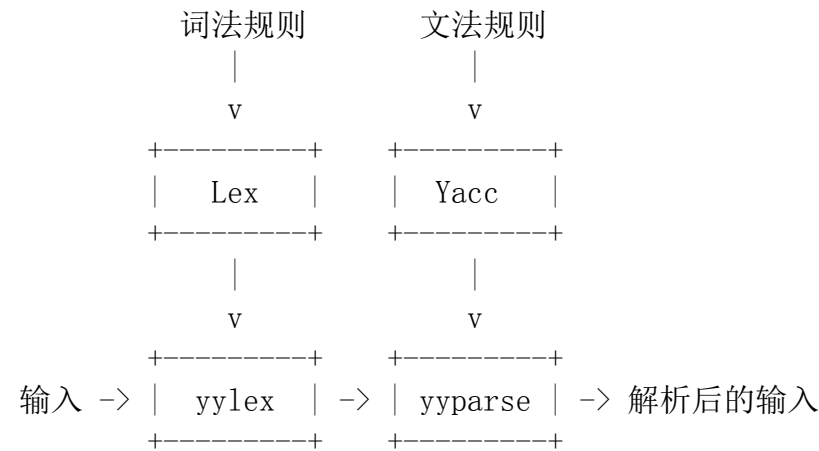 词法规则 文法规则
| |
v v
+---------+ +---------+
| Lex | | Yacc |
+---------+ +---------+
| |
v v
+---------+ +---------+
输入 -> | yylex | -> | yyparse | -> 解析后的输入
+---------+ +---------+